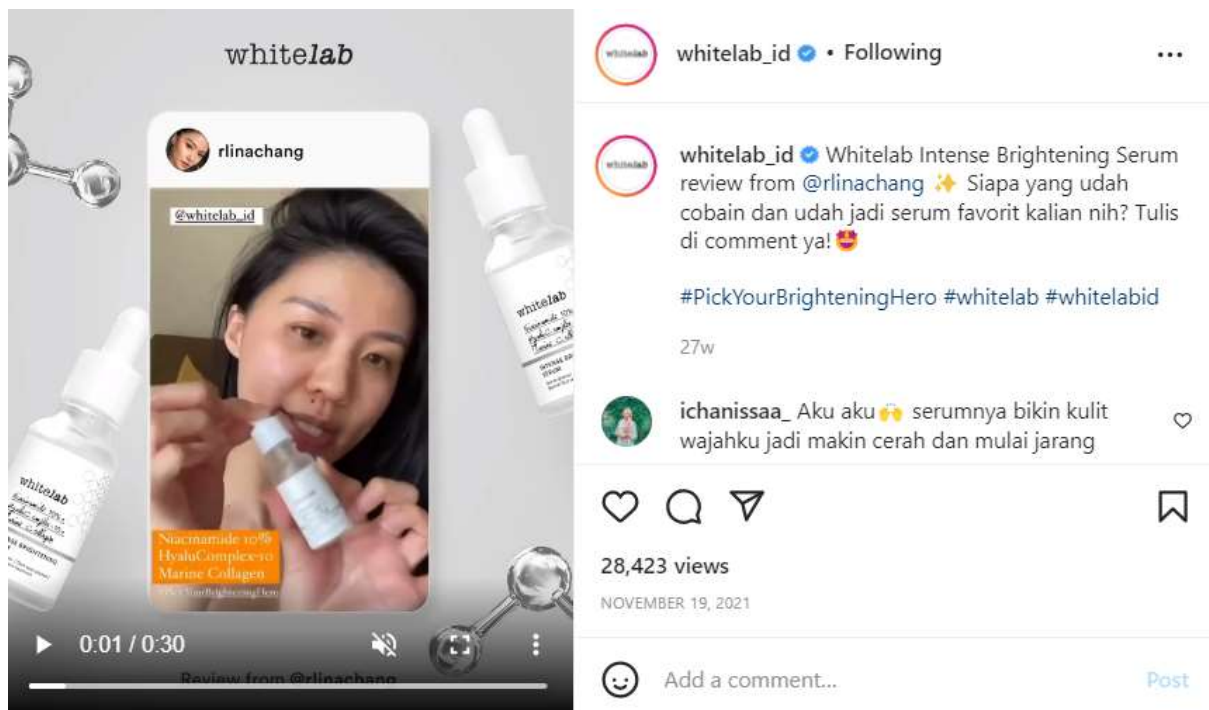 whitelab
rlinachang
@whitelab_id
Niacinamide 10%
HyaluComplex-10
Marine Collagen
#PickYourBrighteningHero
whitelab
whitelab
0:01 / 0:30
Review from @rlinachang
whitelab_id • Following
whitelab_id Whitelab Intense Brightening Serum
review from @rlinachang ✨ Siapa yang udah
cobain dan udah jadi serum favorit kalian nih? Tulis
di comment ya!🤩
#PickYourBrighteningHero #whitelab #whitelabid
27w
ichanissaa_ Aku aku🙌 serumnya bikin kulit
wajahku jadi makin cerah dan mulai jarang
28,423 views
NOVEMBER 19, 2021
Add a comment...
Post